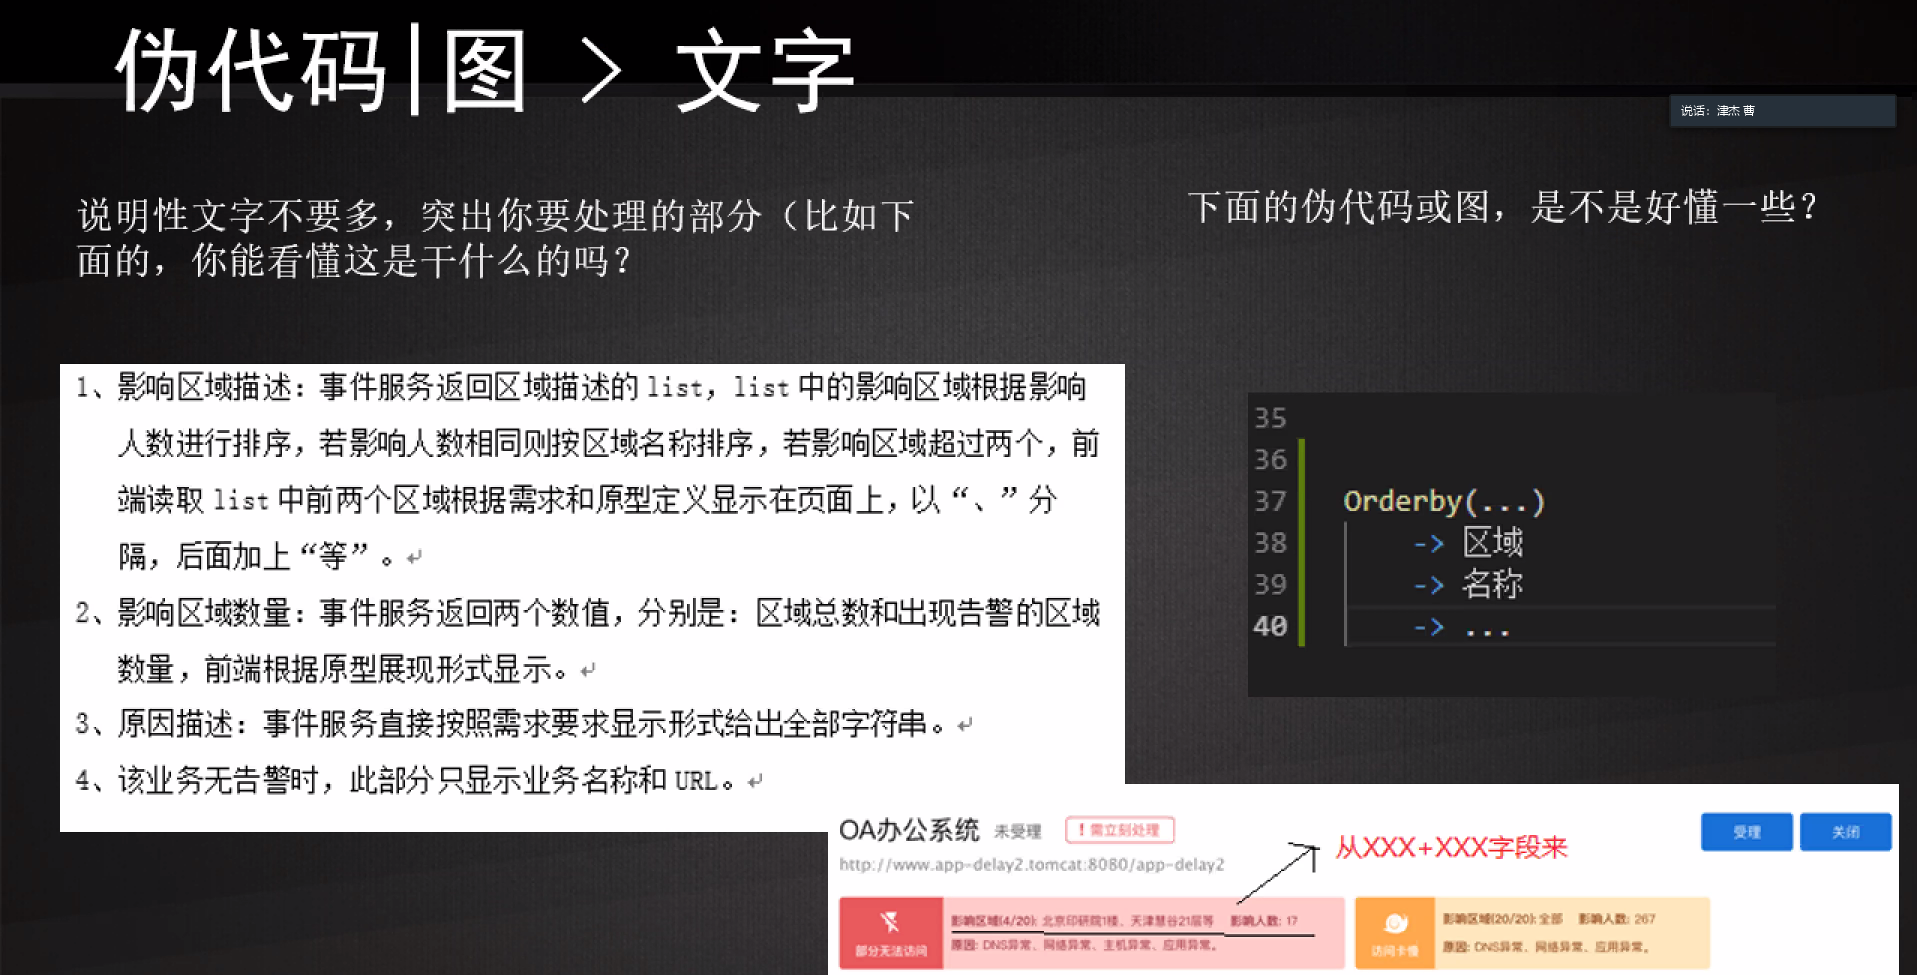 伪代码|图 > 文字
说话：津杰 曹
说明性文字不要多，突出你要处理的部分（比如下
面的，你能看懂这是干什么的吗？
下面的伪代码或图，是不是好懂一些？
1、影响区域描述：事件服务返回区域描述的 list，list 中的影响区域根据影响
人数进行排序，若影响人数相同则按区域名称排序，若影响区域超过两个，前
端读取 list 中前两个区域根据需求和原型定义显示在页面上，以“、”分
隔，后面加上“等”。↵
2、影响区域数量：事件服务返回两个数值，分别是：区域总数和出现告警的区域
数量，前端根据原型展现形式显示。↵
3、原因描述：事件服务直接按照需求要求显示形式给出全部字符串。↵
4、该业务无告警时，此部分只显示业务名称和 URL。↵
35
36
37 Orderby(...)
38 -> 区域
39 -> 名称
40 -> ...
OA办公系统 未受理 ！需立刻处理
http://www.app-delay2.tomcat:8080/app-delay2
从XXX+XXX字段来
受理 关闭
部分无法访问
影响区域(4/20): 北京印研院1楼、天津慧谷21层等 影响人数: 17
原因: DNS异常、网络异常、主机异常、应用异常。
访问卡慢
影响区域(20/20): 全部 影响人数: 267
原因: DNS异常、网络异常、应用异常。